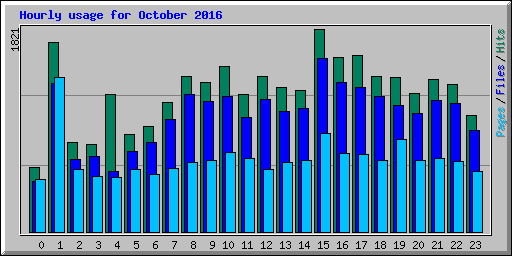 Hourly usage for October 2016
1821
Pages/Files/Hits
0 1 2 3 4 5 6 7 8 9 10 11 12 13 14 15 16 17 18 19 20 21 22 23